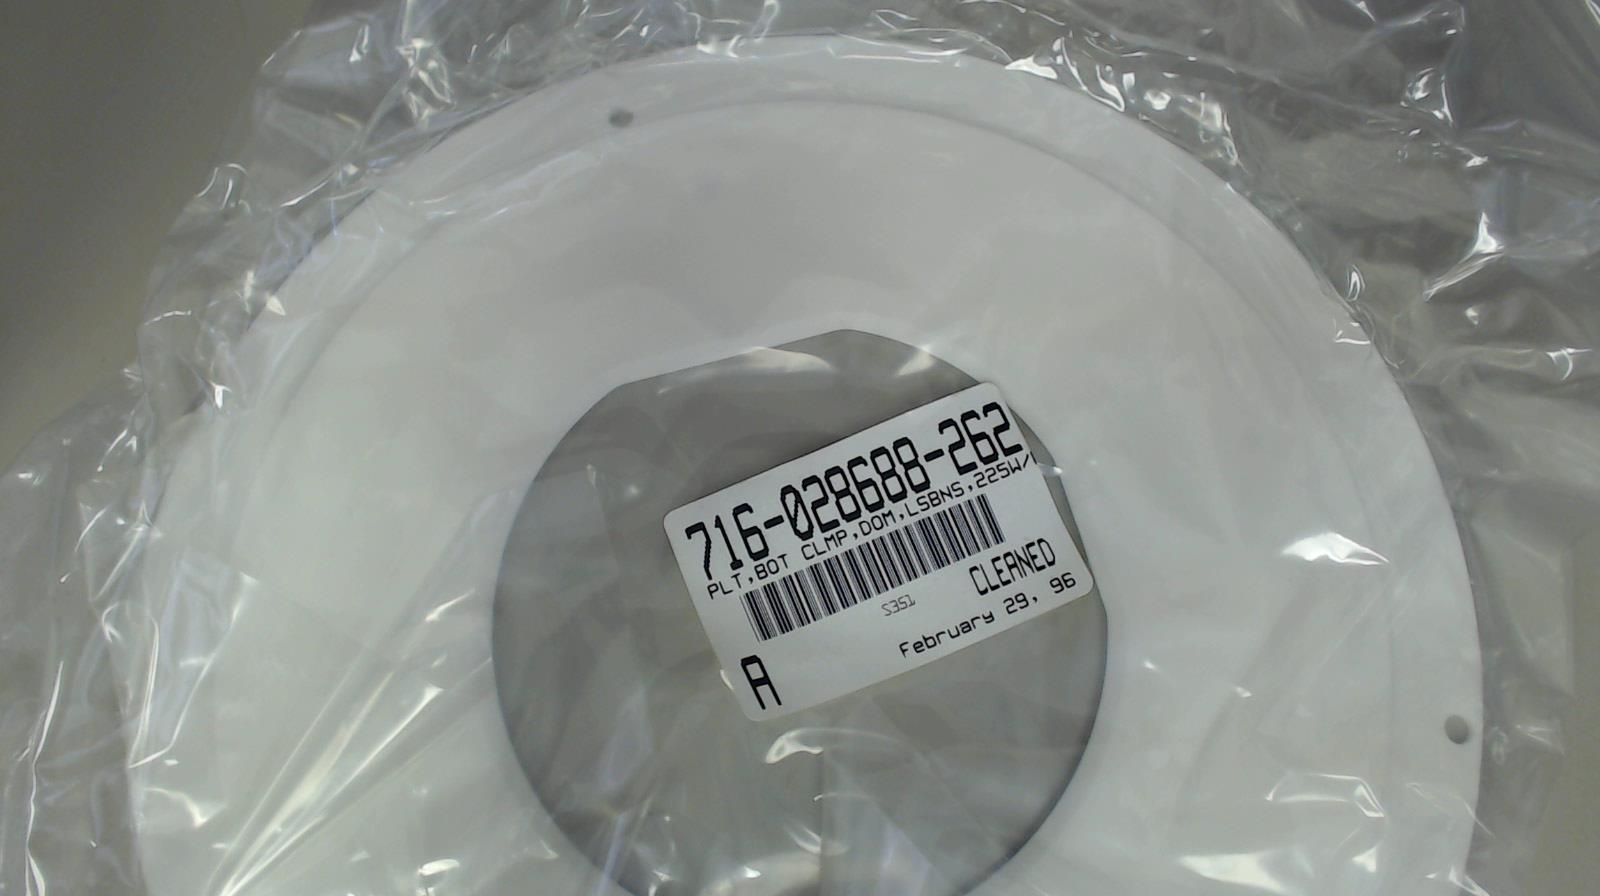 716-028688-262
PLT,BOT CLMP,DOM,LSBNS,225W/
CLEANED
S351
February 29, 96
A